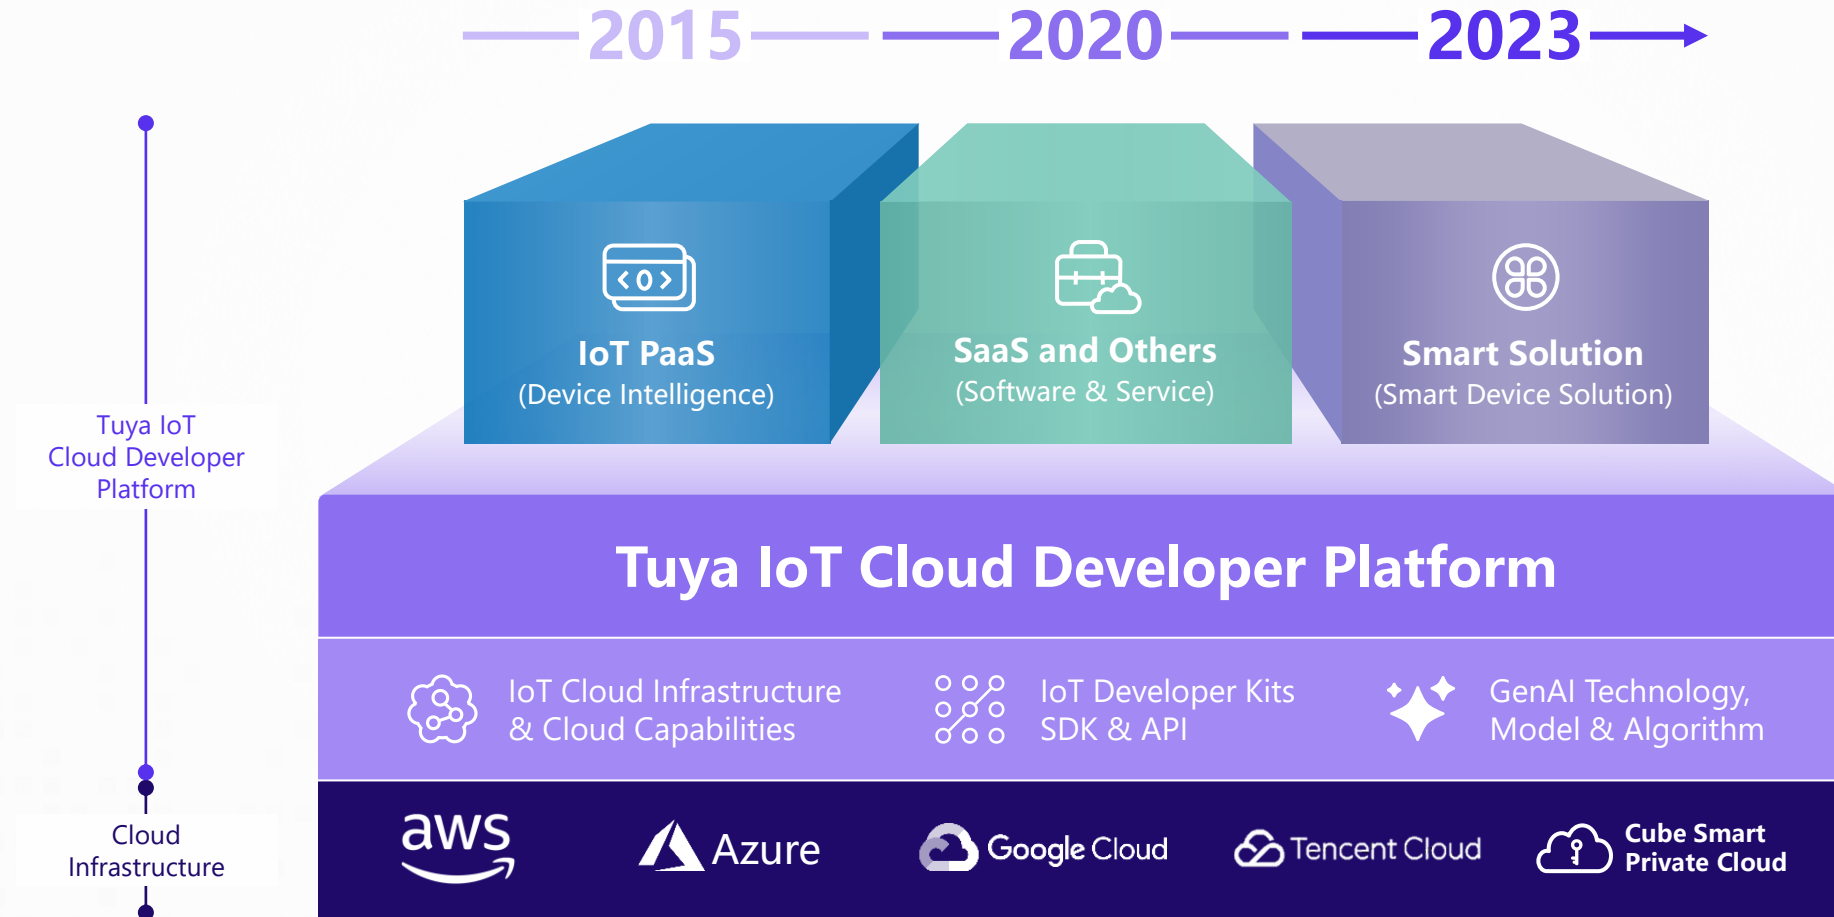 2015
2020
2023
IoT PaaS
(Device Intelligence)
SaaS and Others
(Software & Service)
Smart Solution
(Smart Device Solution)
Tuya IoT
Cloud Developer
Platform
Tuya IoT Cloud Developer Platform
IoT Cloud Infrastructure
& Cloud Capabilities
IoT Developer Kits
SDK & API
GenAI Technology,
Model & Algorithm
Cloud
Infrastructure
aws
Azure
Google Cloud
Tencent Cloud
Cube Smart
Private Cloud